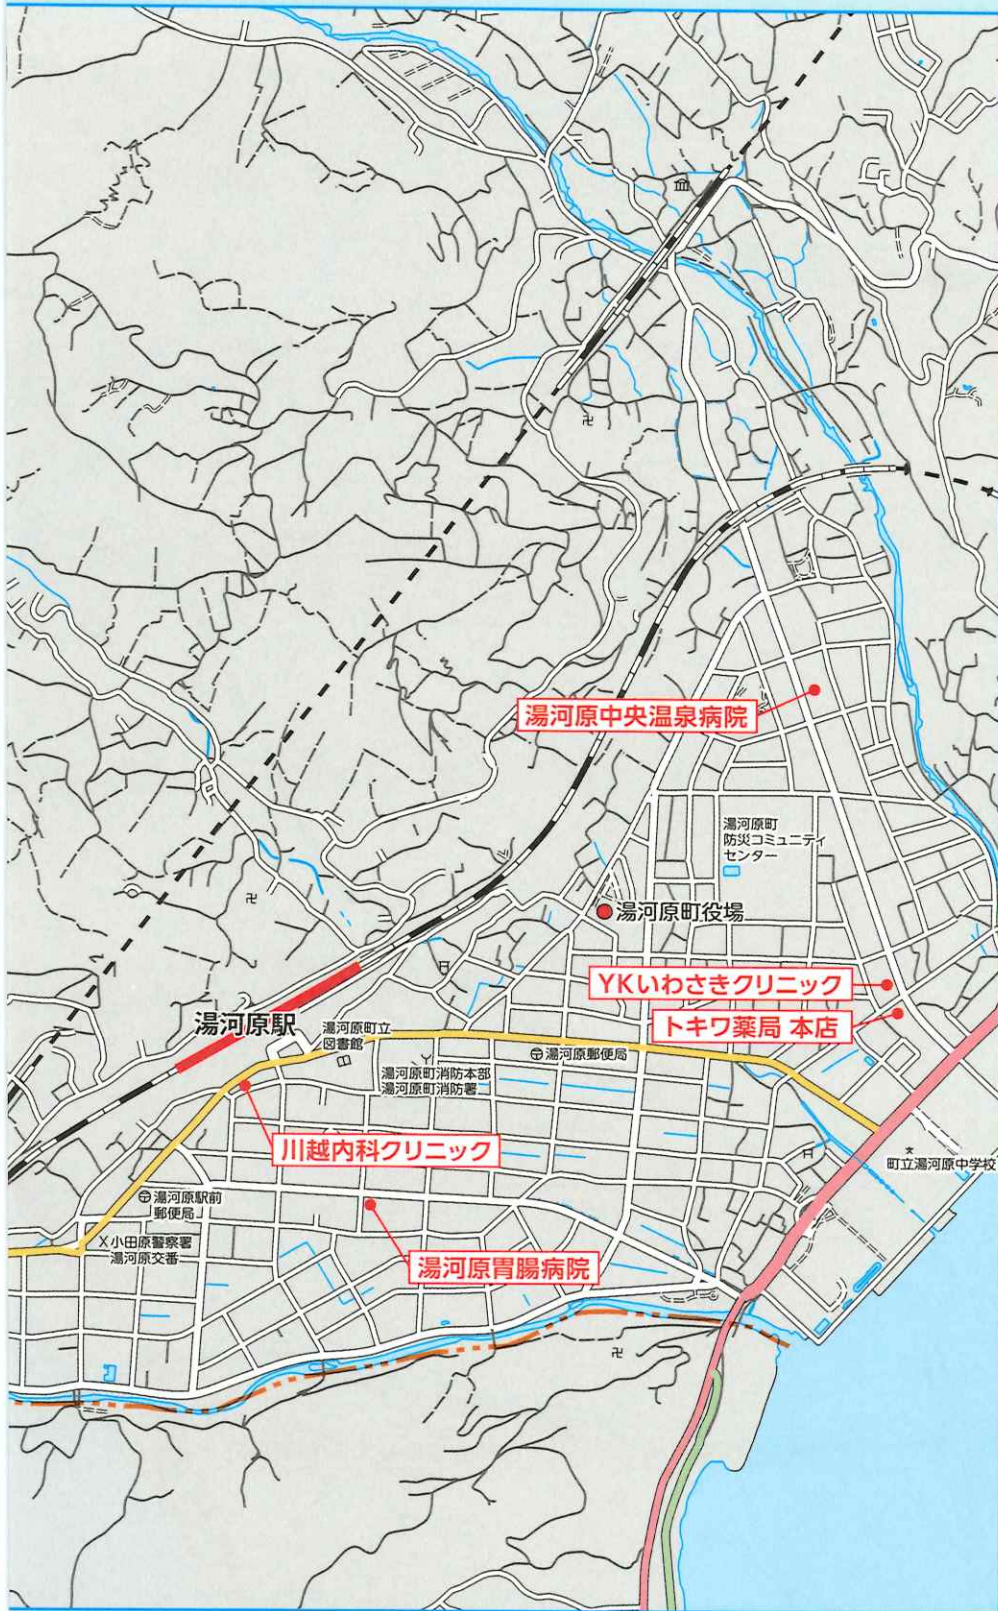 湯河原中央温泉病院
湯河原町
防災コミュニティ
センター
湯河原町役場
YKいわさきクリニック
トキワ薬局 本店
湯河原駅
湯河原町立
図書館
湯河原郵便局
湯河原町消防本部
湯河原町消防署
川越内科クリニック
町立湯河原中学校
湯河原駅前
郵便局
小田原警察署
湯河原交番
湯河原胃腸病院